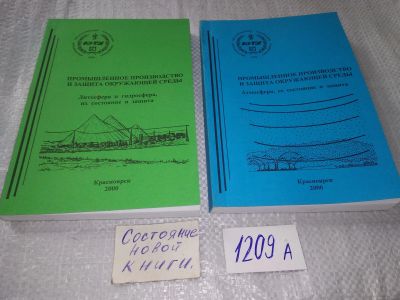 ПРОМЫШЛЕННОЕ ПРОИЗВОДСТВО
И ЗАЩИТА ОКРУЖАЮЩЕЙ СРЕДЫ
Литосфера и гидросфера,
их состояние и защита
Красноярск
2000
ПРОМЫШЛЕННОЕ ПРОИЗВОДСТВО
И ЗАЩИТА ОКРУЖАЮЩЕЙ СРЕДЫ
Атмосфера, ее состояние и защита
Красноярск
2000
Состояние
новой
книги.
1209 А